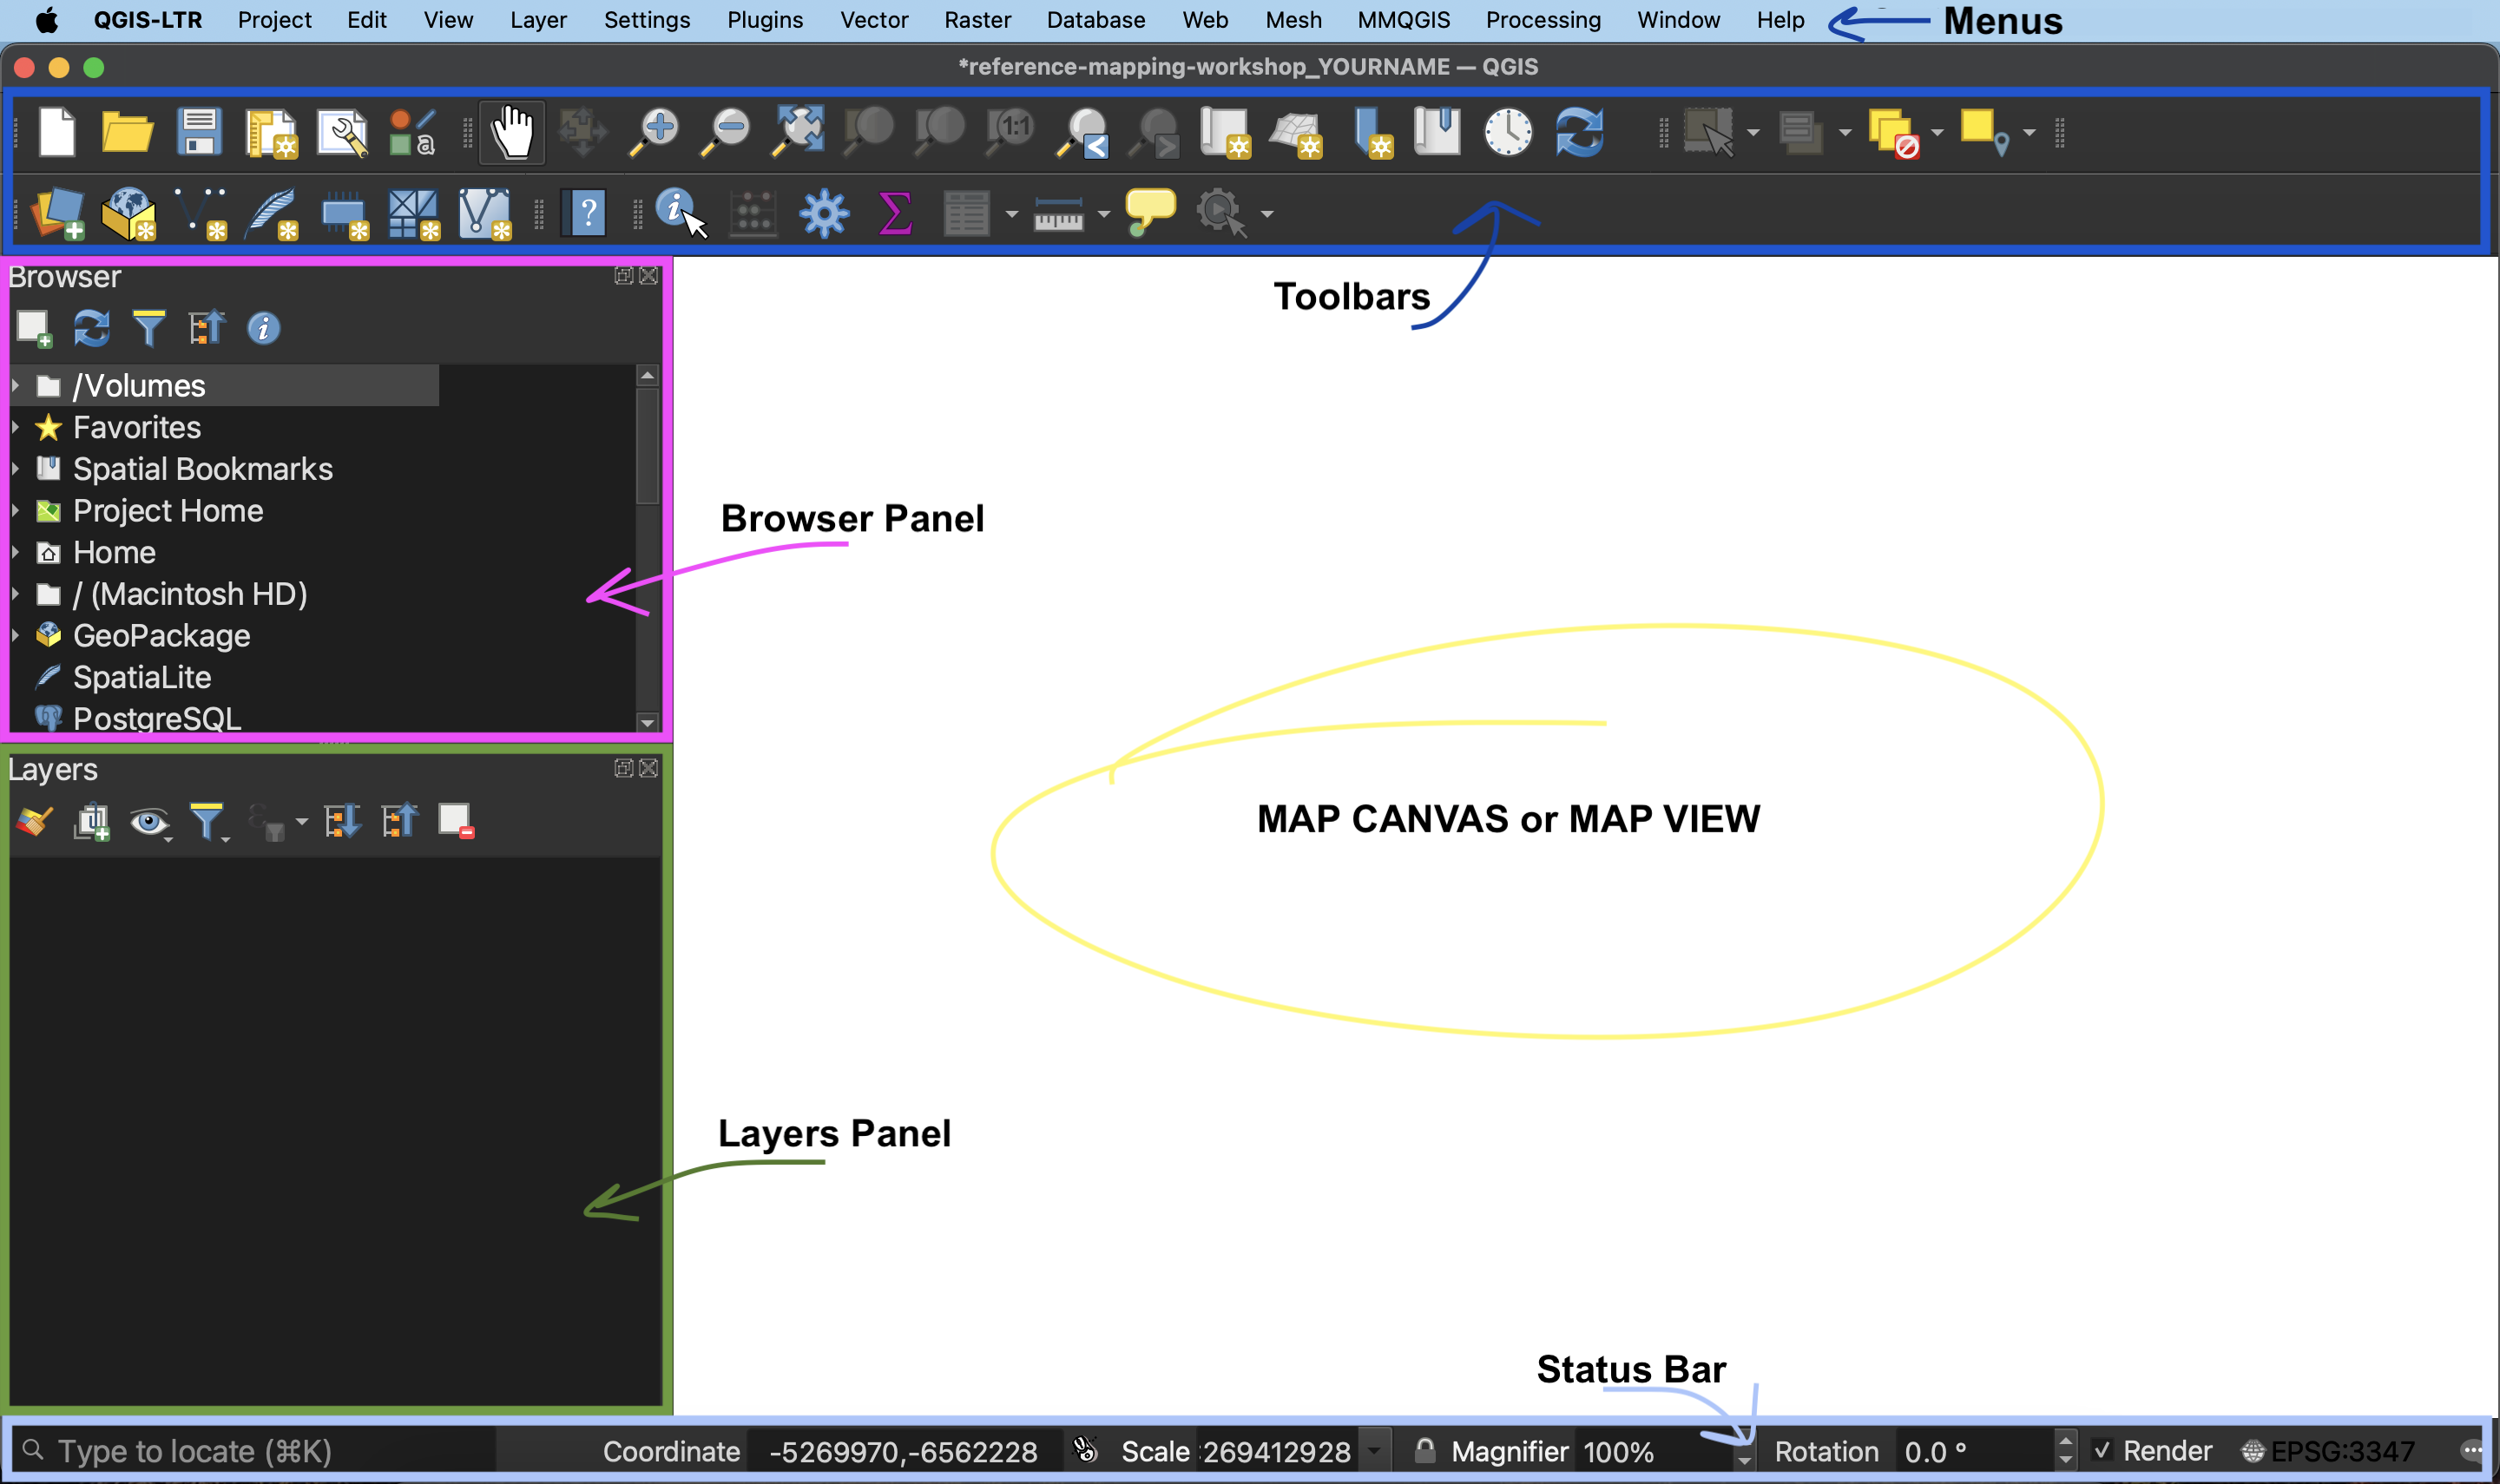 QGIS-LTR Project Edit View Layer Settings Plugins Vector Raster Database Web Mesh MMQGIS Processing Window Help Menus
*reference-mapping-workshop_YOURNAME — QGIS
a 1:1
?
Browser
Toolbars
/Volumes
Favorites
Spatial Bookmarks
Project Home
Browser Panel
Home
/ (Macintosh HD)
GeoPackage
SpatiaLite
PostgreSQL
Layers
MAP CANVAS or MAP VIEW
Layers Panel
Status Bar
Type to locate (⌘K) Coordinate -5269970,-6562228 Scale :269412928 Magnifier 100% Rotation 0.0 ° Render EPSG:3347